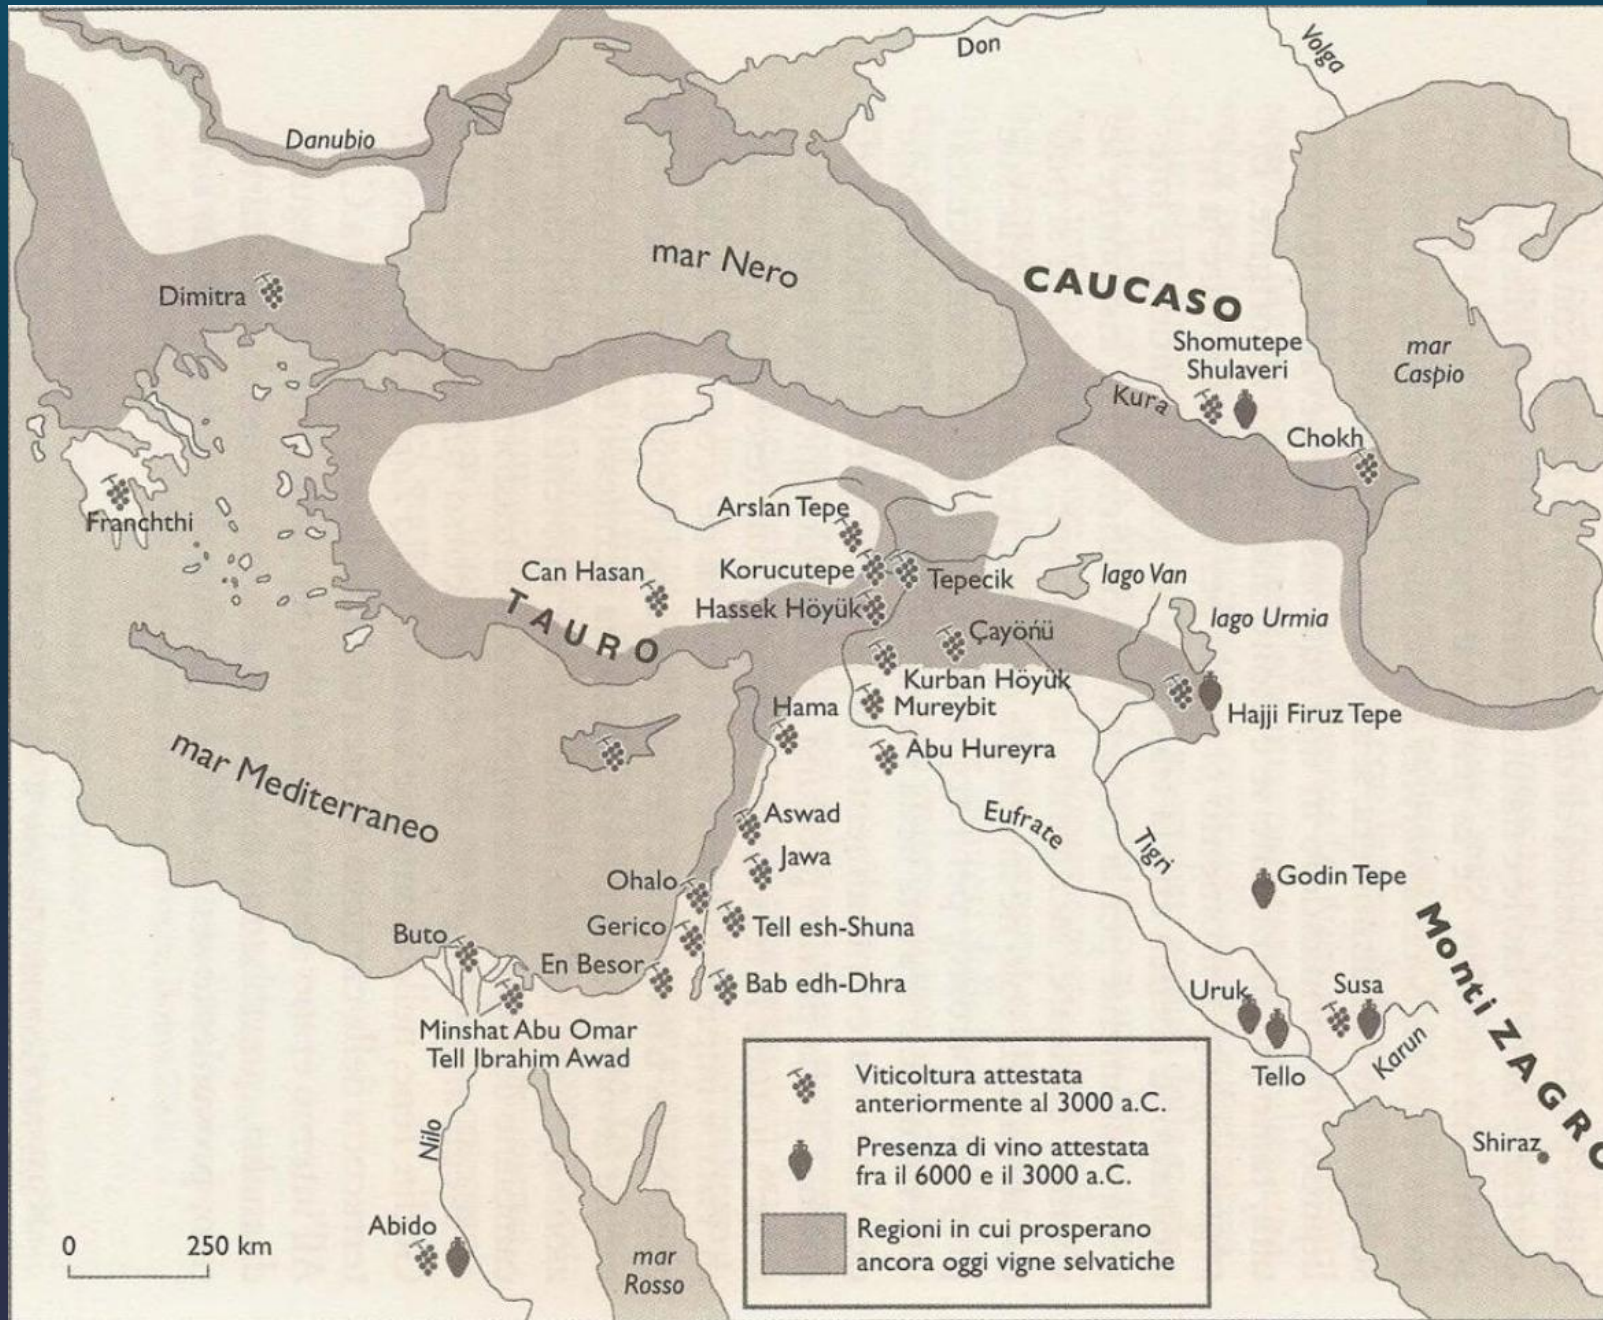 Don
Volga
Danubio
mar Nero
CAUCASO
Dimitra
Shomutepe
Shulaveri
mar
Caspio
Kura
Chokh
Franchthi
Arslan Tepe
Can Hasan
Korucutepe
Tepecik
lago Van
TAURO
Hassek Höyük
lago Urmia
Çayöńü
Kurban Höyük
Mureybit
Hama
Hajji Firuz Tepe
Abu Hureyra
mar Mediterraneo
Aswad
Eufrate
Tigri
Jawa
Ohalo
Godin Tepe
Gerico
Tell esh-Shuna
Buto
En Besor
Bab edh-Dhra
Monti ZAGRO
Uruk
Susa
Minshat Abu Omar
Tell Ibrahim Awad
Karun
Tello
Nilo
Shiraz
Abido
mar
Rosso
0 250 km
Viticoltura attestata
anteriormente al 3000 a.C.
Presenza di vino attestata
fra il 6000 e il 3000 a.C.
Regioni in cui prosperano
ancora oggi vigne selvatiche